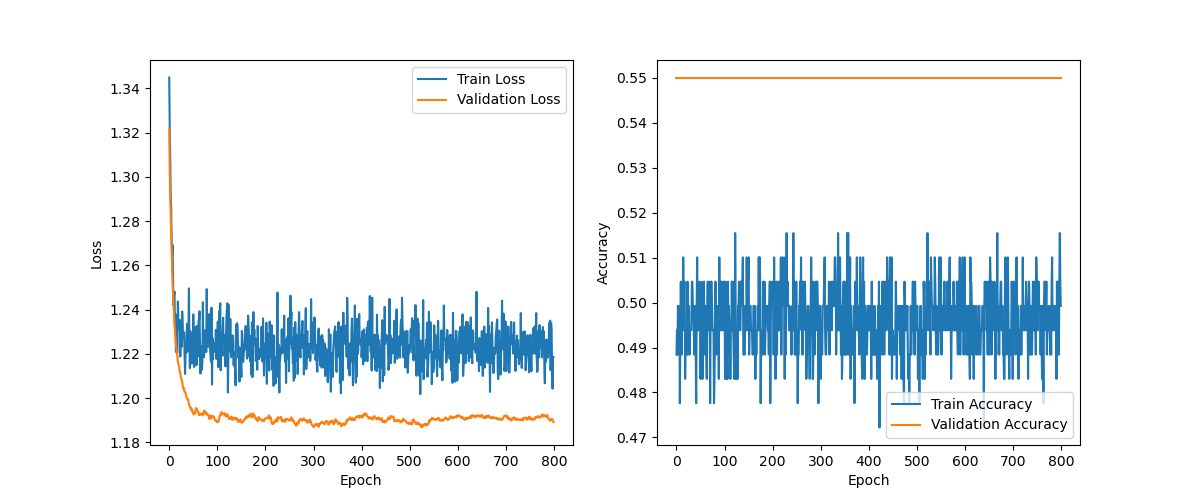 Train Loss
Validation Loss
1.34
1.32
1.30
1.28
1.26
1.24
1.22
1.20
1.18
Loss
0 100 200 300 400 500 600 700 800
Epoch
0.55
0.54
0.53
0.52
0.51
0.50
0.49
0.48
0.47
Accuracy
Train Accuracy
Validation Accuracy
0 100 200 300 400 500 600 700 800
Epoch